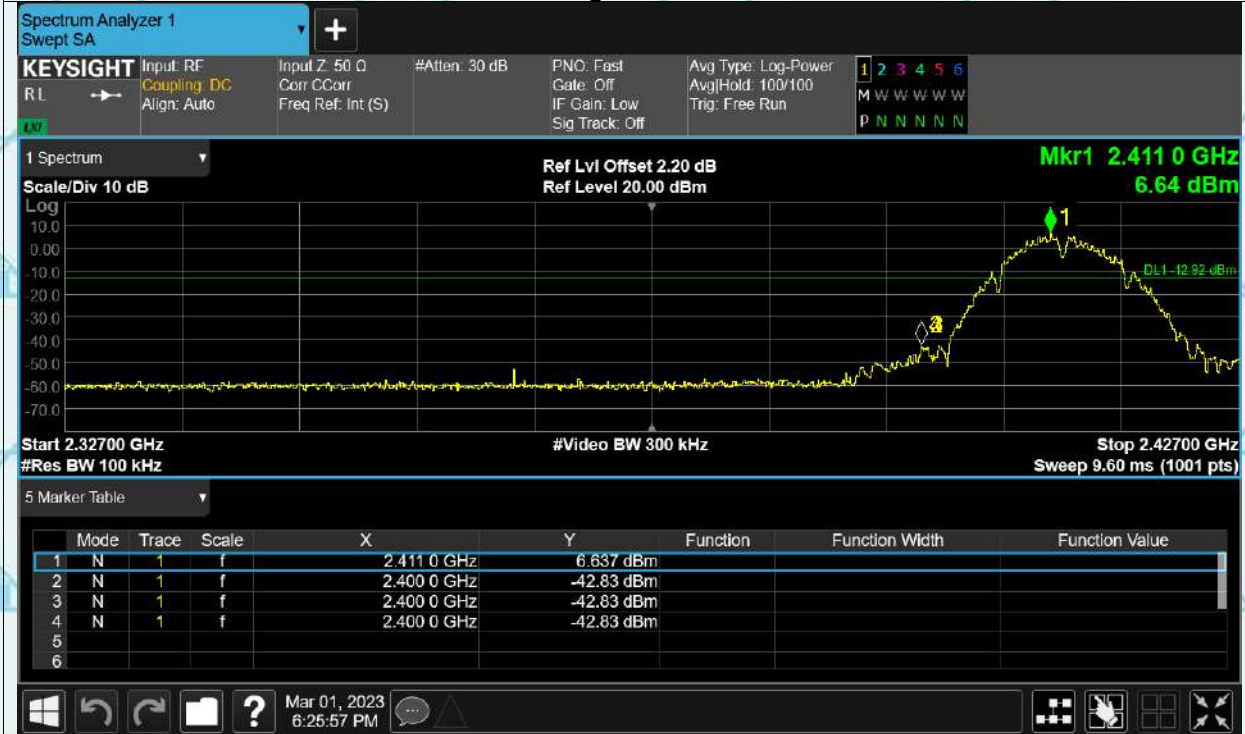 Spectrum Analyzer 1
Swept SA
+
KEYSIGHT Input: RF Input Z: 50 Ω #Atten: 30 dB PNO: Fast Avg Type: Log-Power 1 2 3 4 5 6
RL Coupling: DC Corr CCorr Gate: Off Avg|Hold: 100/100 M W W W W W
Align: Auto Freq Ref: Int (S) IF Gain: Low Trig: Free Run
LXI Sig Track: Off P N N N N N
1 Spectrum Ref Lvl Offset 2.20 dB Mkr1 2.411 0 GHz
Scale/Div 10 dB Ref Level 20.00 dBm 6.64 dBm
Log
1
10.0
0.00
-10.0 DL1 -12.92 dBm
-20.0
-30.0
-40.0
-50.0
-60.0
-70.0
Start 2.32700 GHz #Video BW 300 kHz Stop 2.42700 GHz
#Res BW 100 kHz Sweep 9.60 ms (1001 pts)
5 Marker Table
Mode Trace Scale X Y Function Function Width Function Value
1 N 1 f 2.411 0 GHz 6.637 dBm
2 N 1 f 2.400 0 GHz -42.83 dBm
3 N 1 f 2.400 0 GHz -42.83 dBm
4 N 1 f 2.400 0 GHz -42.83 dBm
5
6
? Mar 01, 2023
6:25:57 PM